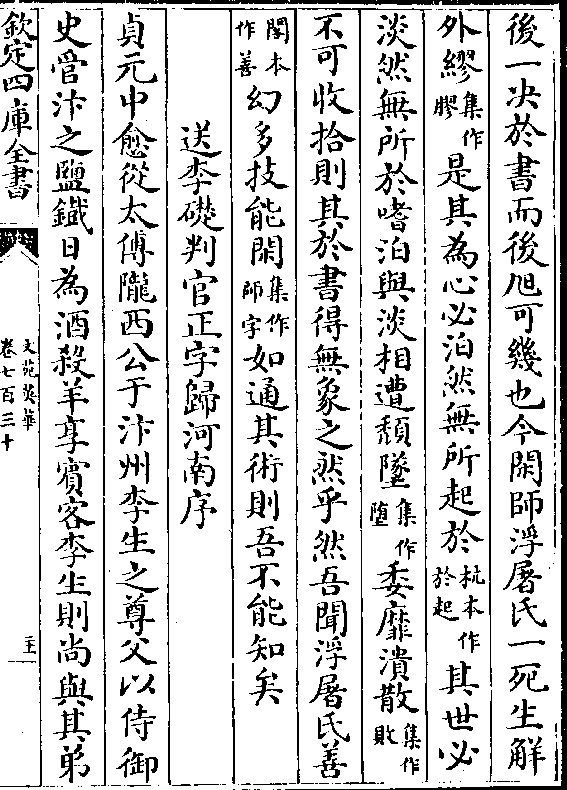 後一决於書而後旭可幾也今閑師浮屠氏一死生解
外繆集作膠是其為心必泊然無所起於杭本作於起其世必
淡然無所於嗜泊與淡相遭頽墜集作堕委靡潰散集作敗
不可收拾則其於書得無象之然乎然吾聞浮屠氏善
閣本作善幻多技能閑集作師字如通其術則吾不能知矣
送李礎判官正字歸河南序
貞元中愈從太傅隴西公于汴州李生之尊父以侍御
史管汴之鹽鐵日為酒殺羊享賓客李生則尚與其弟
欽定四庫全書
文苑英華
卷七百三十